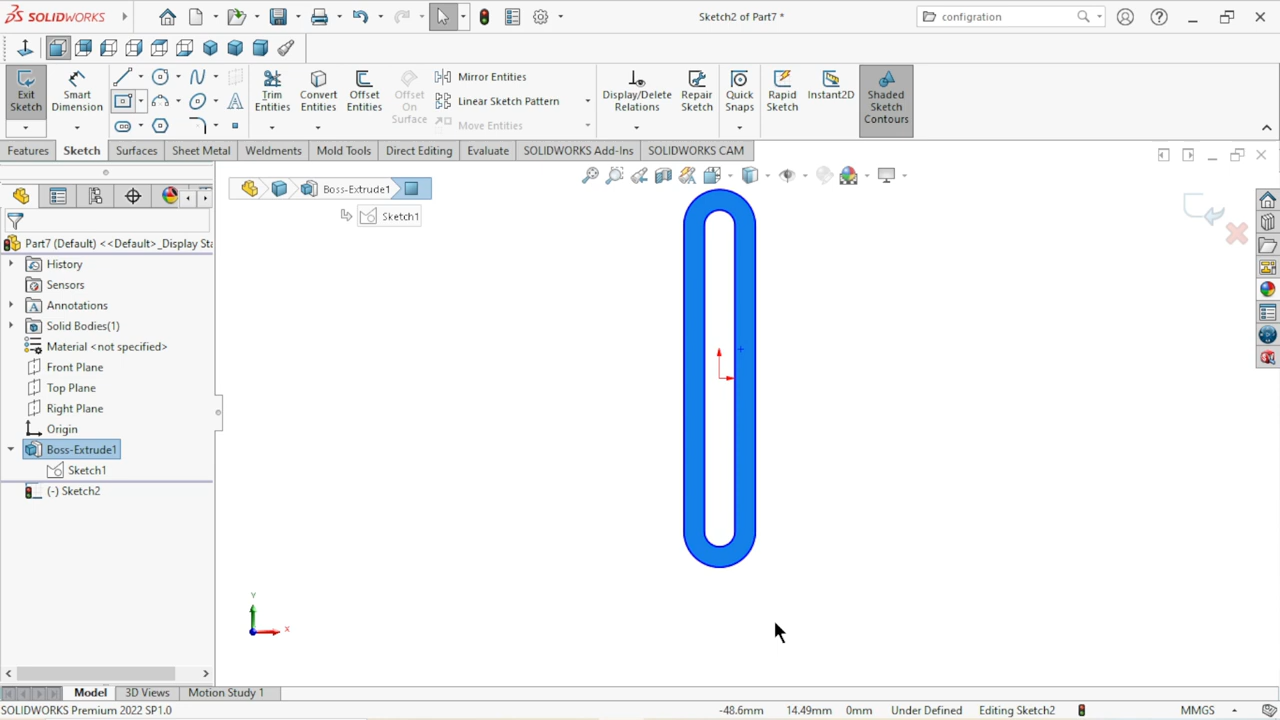 SOLIDWORKS
Sketch2 of Part7 *
configration
Exit Sketch
Smart Dimension
Trim Entities
Convert Entities
Offset Entities
Offset On Surface
Mirror Entities
Linear Sketch Pattern
Move Entities
Display/Delete Relations
Repair Sketch
Quick Snaps
Rapid Sketch
Instant2D
Shaded Sketch Contours
Features
Sketch
Surfaces
Sheet Metal
Weldments
Mold Tools
Direct Editing
Evaluate
SOLIDWORKS Add-Ins
SOLIDWORKS CAM
Boss-Extrude1
Sketch1
Part7 (Default) <<Default>_Display Sta
History
Sensors
Annotations
Solid Bodies(1)
Material <not specified>
Front Plane
Top Plane
Right Plane
Origin
Boss-Extrude1
Sketch1
(-) Sketch2
Y
X
Model
3D Views
Motion Study 1
SOLIDWORKS Premium 2022 SP1.0
-48.6mm
14.49mm
0mm
Under Defined
Editing Sketch2
MMGS